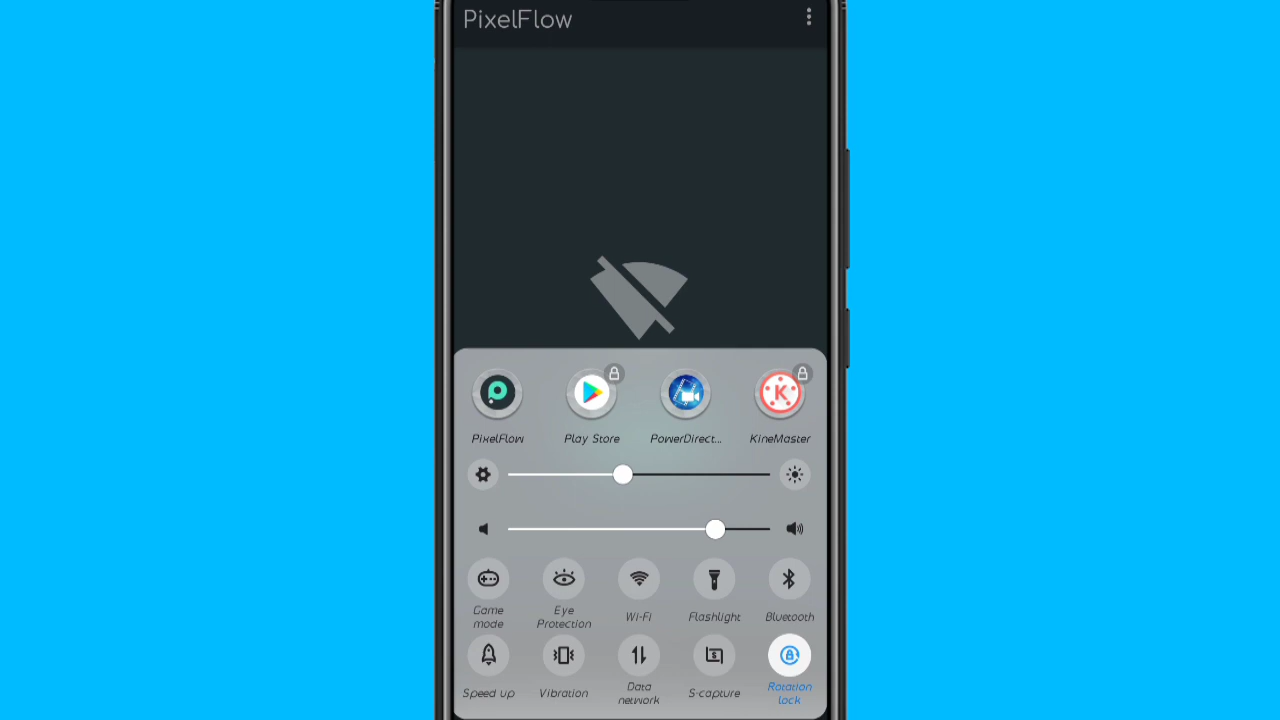 PixelFlow
PixelFlow
Play Store
PowerDirect...
KineMaster
Game
mode
Eye
Protection
Wi-Fi
Flashlight
Bluetooth
Speed up
Vibration
Data
network
S-capture
Rotation
lock